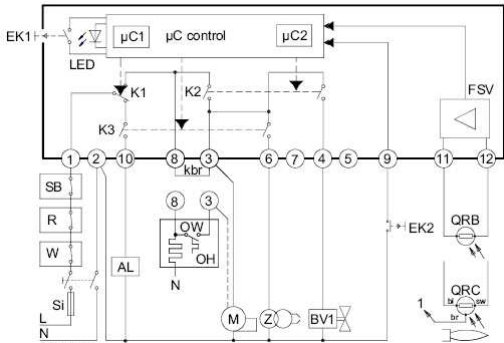 EK1
µC1
µC control
µC2
LED
K1
K2
FSV
K3
1
2
10
8
3
6
7
4
5
9
11
12
kbr
SB
8
3
EK2
QRB
R
OW
W
OH
AL
N
QRC
Si
1
bl
sw
br
L
M
Z
BV1
N